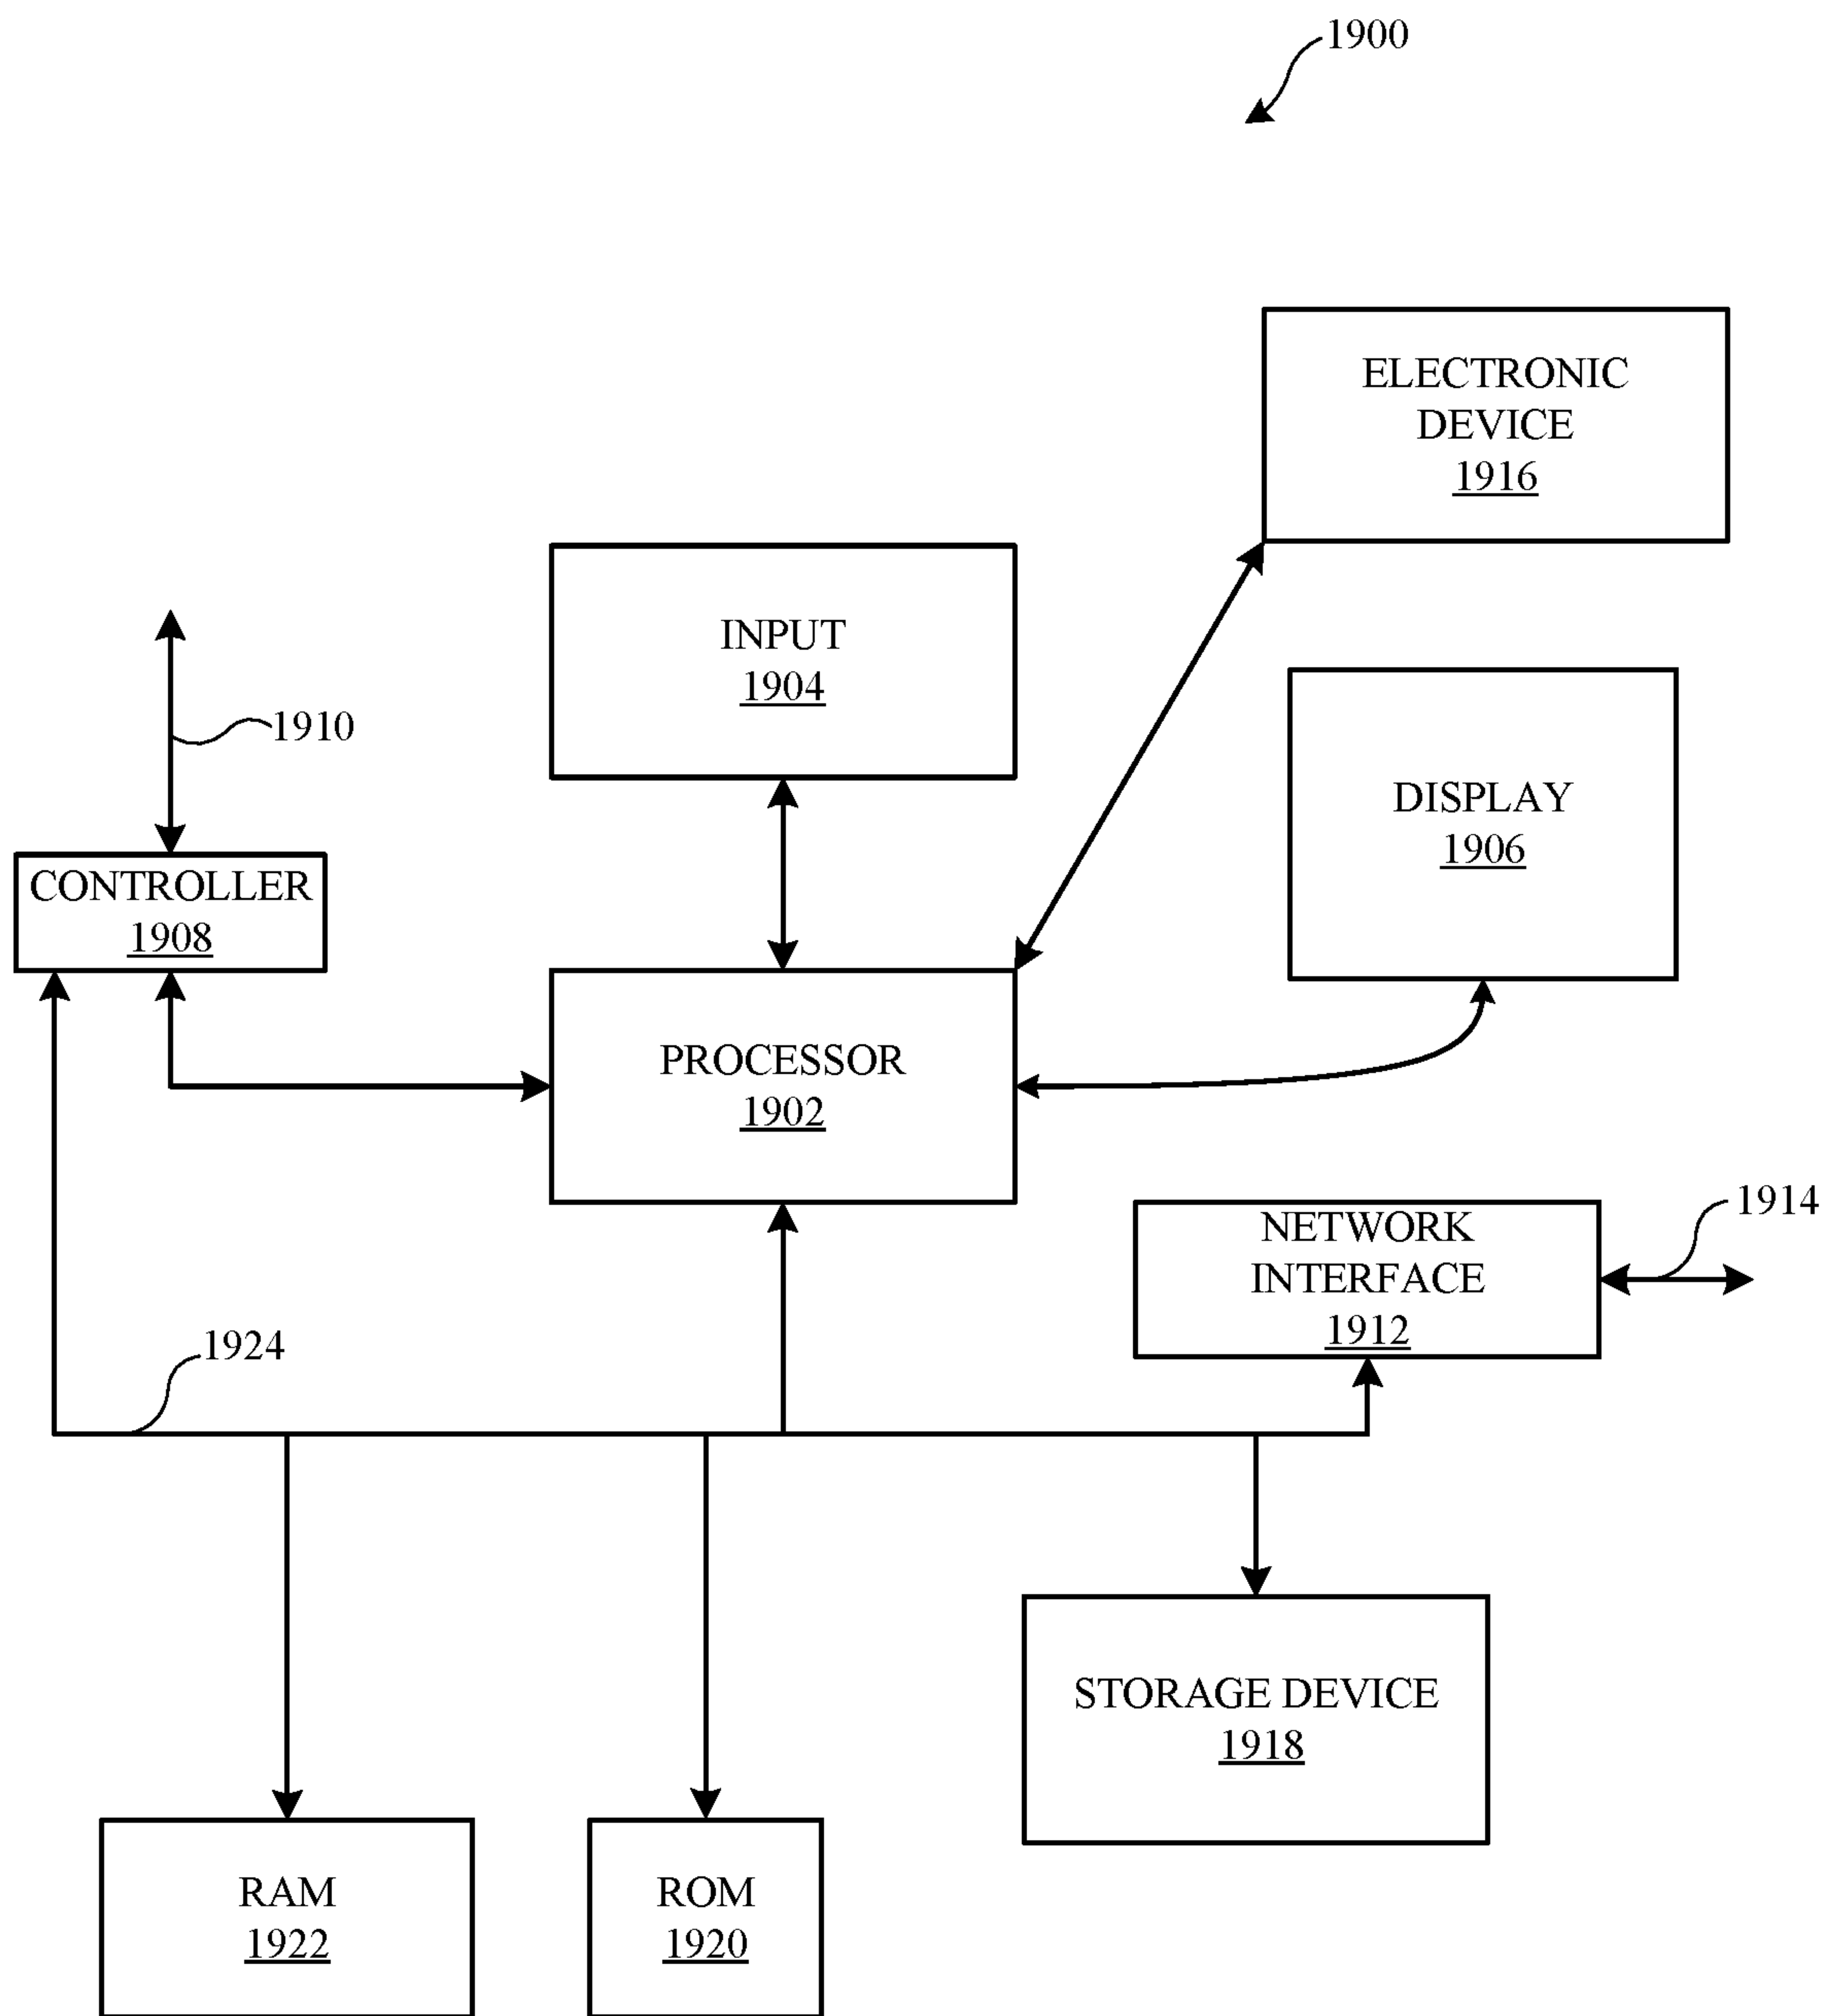 1900
ELECTRONIC
DEVICE
1916
INPUT
1904
1910
DISPLAY
1906
CONTROLLER
1908
PROCESSOR
1902
1914
NETWORK
INTERFACE
1912
1924
STORAGE DEVICE
1918
RAM
1922
ROM
1920